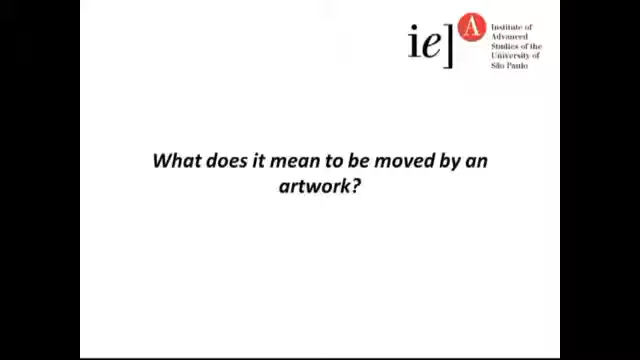 ie] A
Institute of
Advanced
Studies of the
University of
São Paulo
What does it mean to be moved by an
artwork?